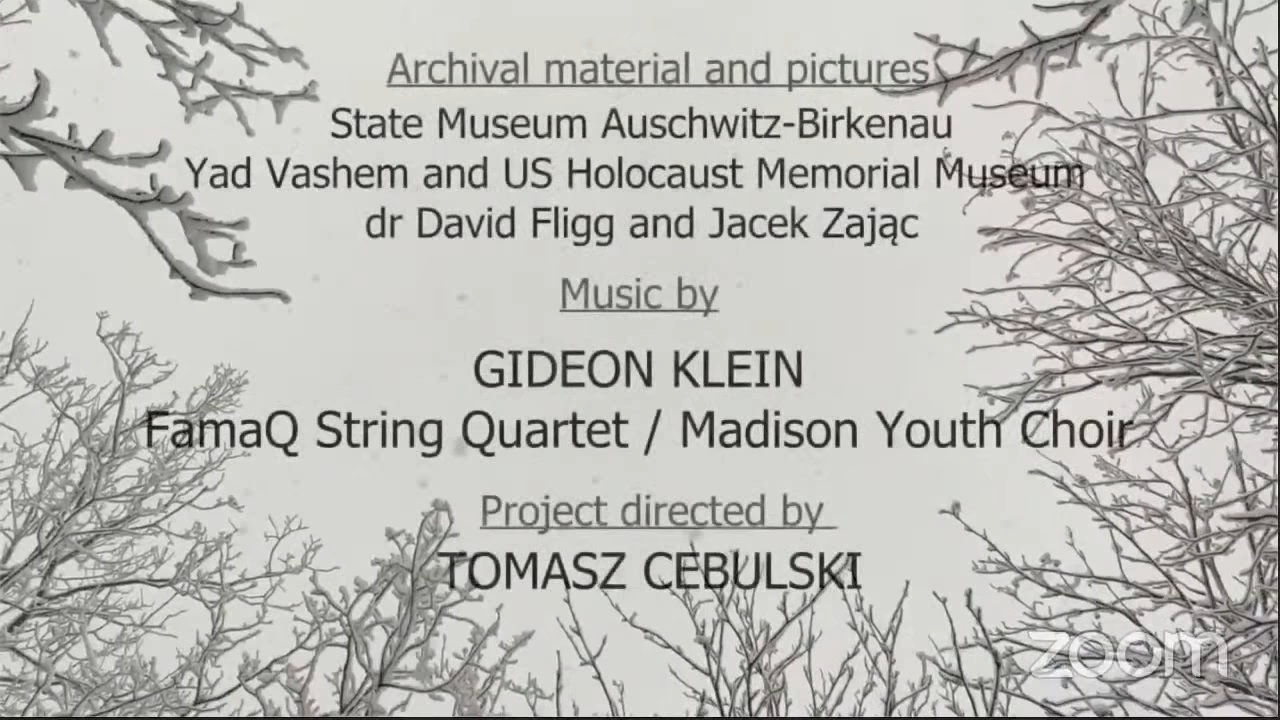 Archival material and pictures
State Museum Auschwitz-Birkenau
Yad Vashem and US Holocaust Memorial Museum
dr David Fligg and Jacek Zając
Music by
GIDEON KLEIN
FamaQ String Quartet / Madison Youth Choir
Project directed by
TOMASZ CEBULSKI
zoom